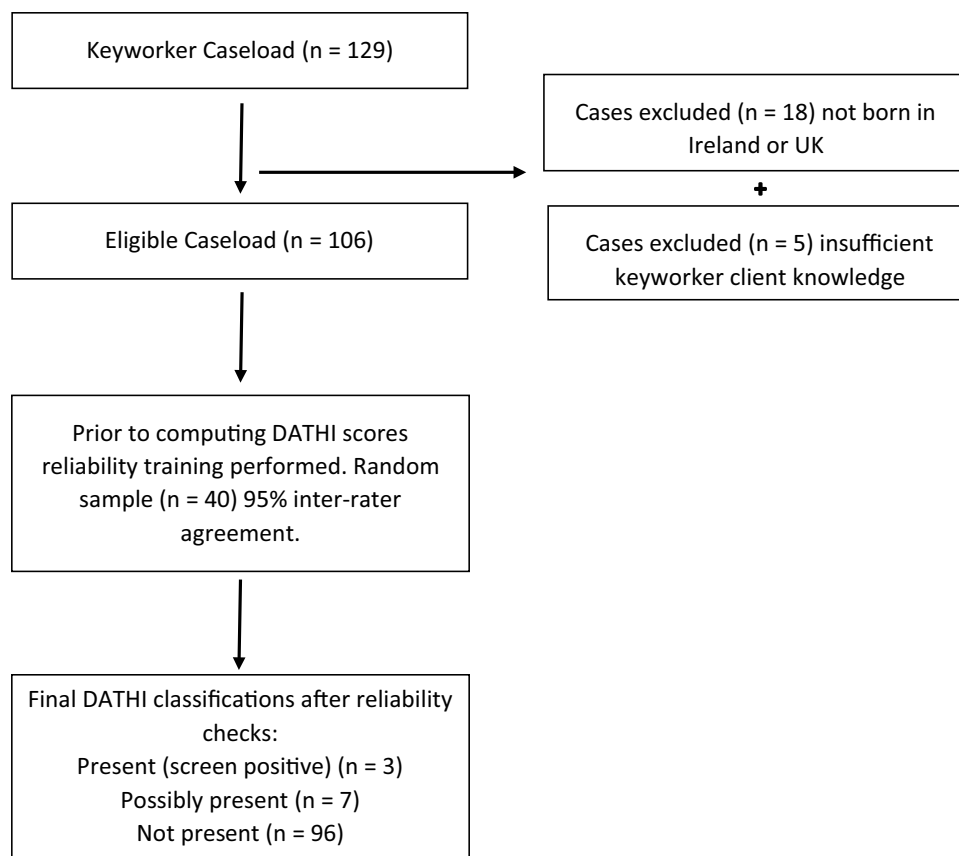 Keyworker Caseload (n = 129)
Cases excluded (n = 18) not born in
Ireland or UK
+
Cases excluded (n = 5) insufficient
keyworker client knowledge
Eligible Caseload (n = 106)
Prior to computing DATHI scores
reliability training performed. Random
sample (n = 40) 95% inter-rater
agreement.
Final DATHI classifications after reliability
checks:
Present (screen positive) (n = 3)
Possibly present (n = 7)
Not present (n = 96)